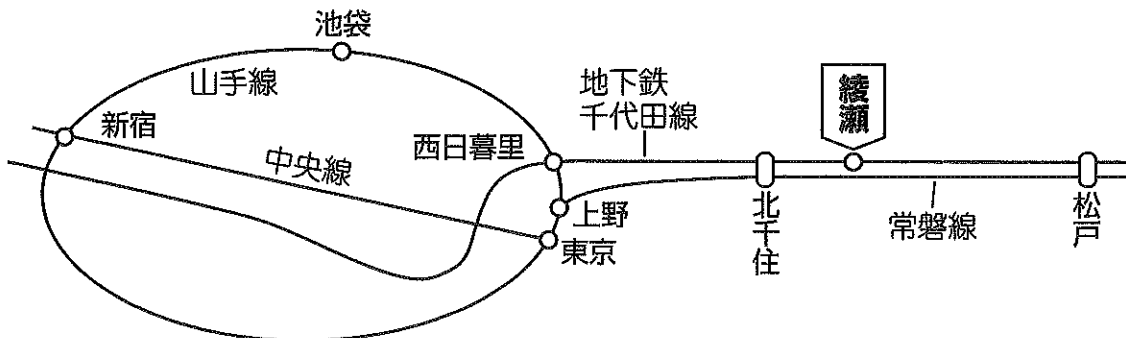 池袋
山手線
新宿
中央線
西日暮里
地下鉄
千代田線
綾瀬
上野
東京
北千住
常磐線
松戸